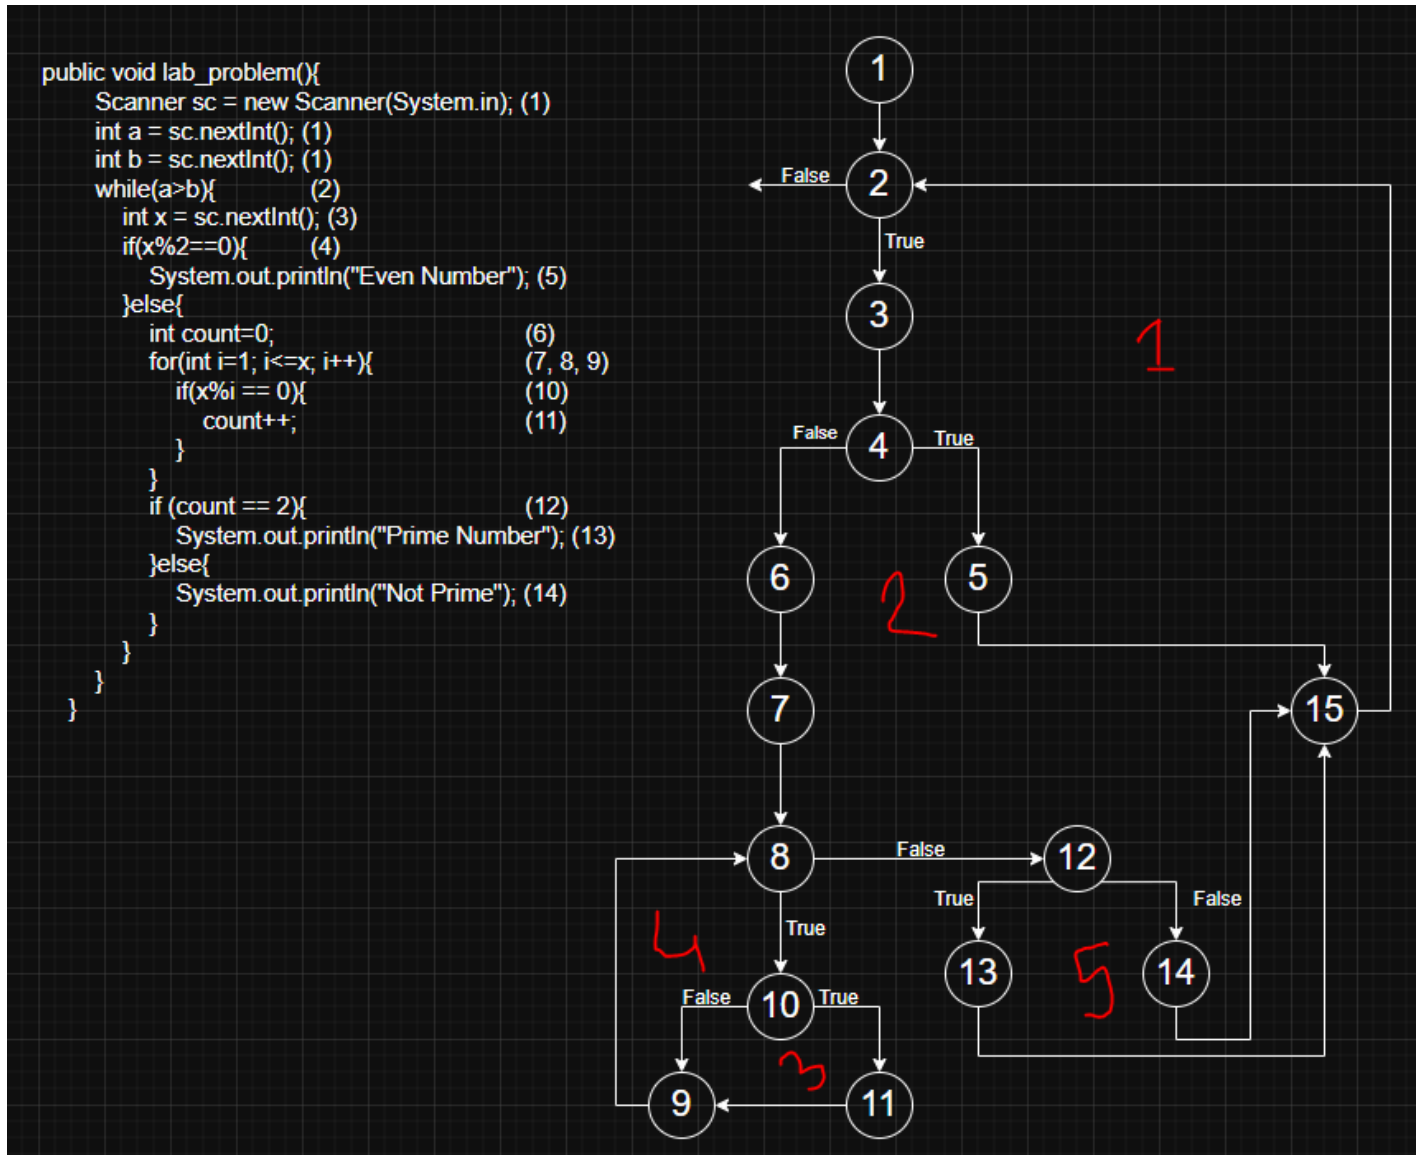 public void lab_problem(){
Scanner sc = new Scanner(System.in); (1)
int a = sc.nextInt(); (1)
int b = sc.nextInt(); (1)
while(a>b){ (2)
int x = sc.nextInt(); (3)
if(x%2==0){ (4)
System.out.println("Even Number"); (5)
}else{
int count=0; (6)
for(int i=1; i<=x; i++){ (7, 8, 9)
if(x%i == 0){ (10)
count++; (11)
}
}
if (count == 2){ (12)
System.out.println("Prime Number"); (13)
}else{
System.out.println("Not Prime"); (14)
}
}
}
}
1
False 2
True
3
1
False 4 True
6 5
2
7 15
8 False 12
True False
True
4
13 5 14
False 10 True
3
9 11